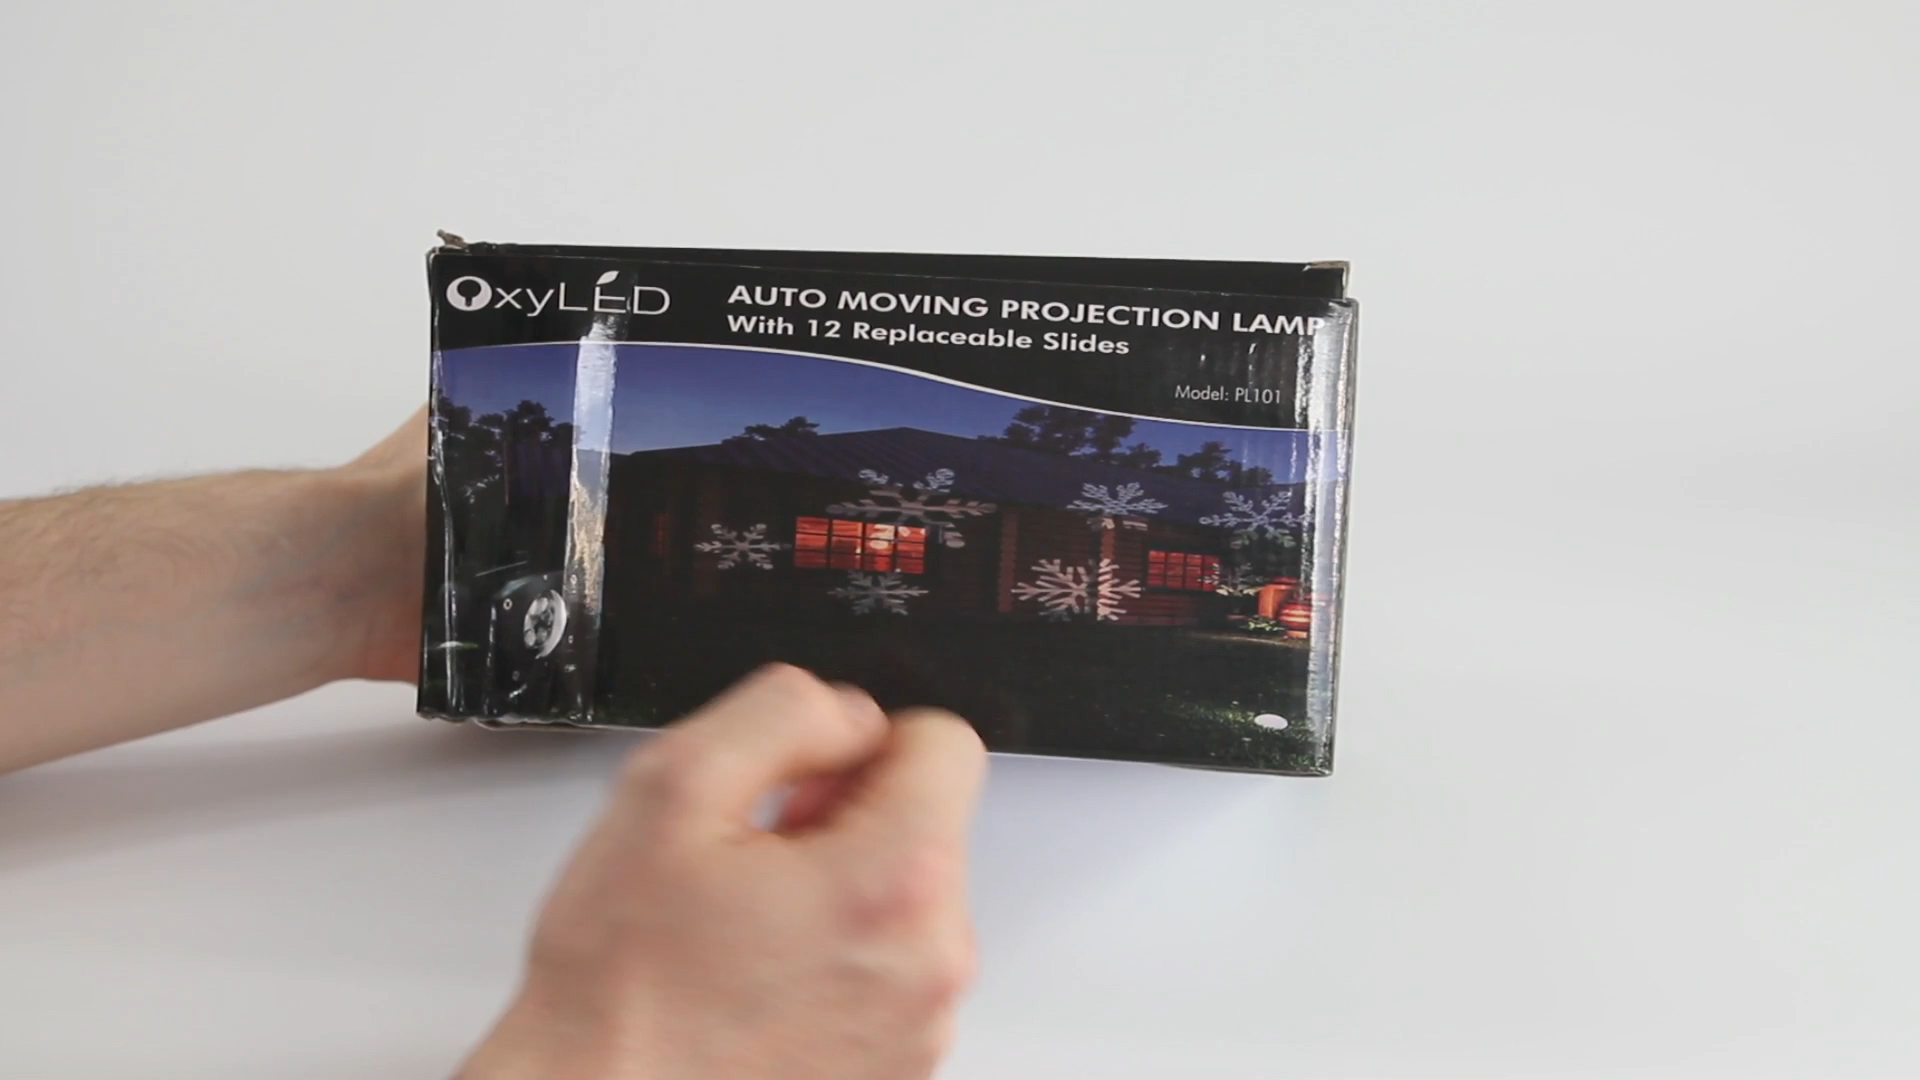 OxyLED
AUTO MOVING PROJECTION LAMP
With 12 Replaceable Slides
Model: PL101